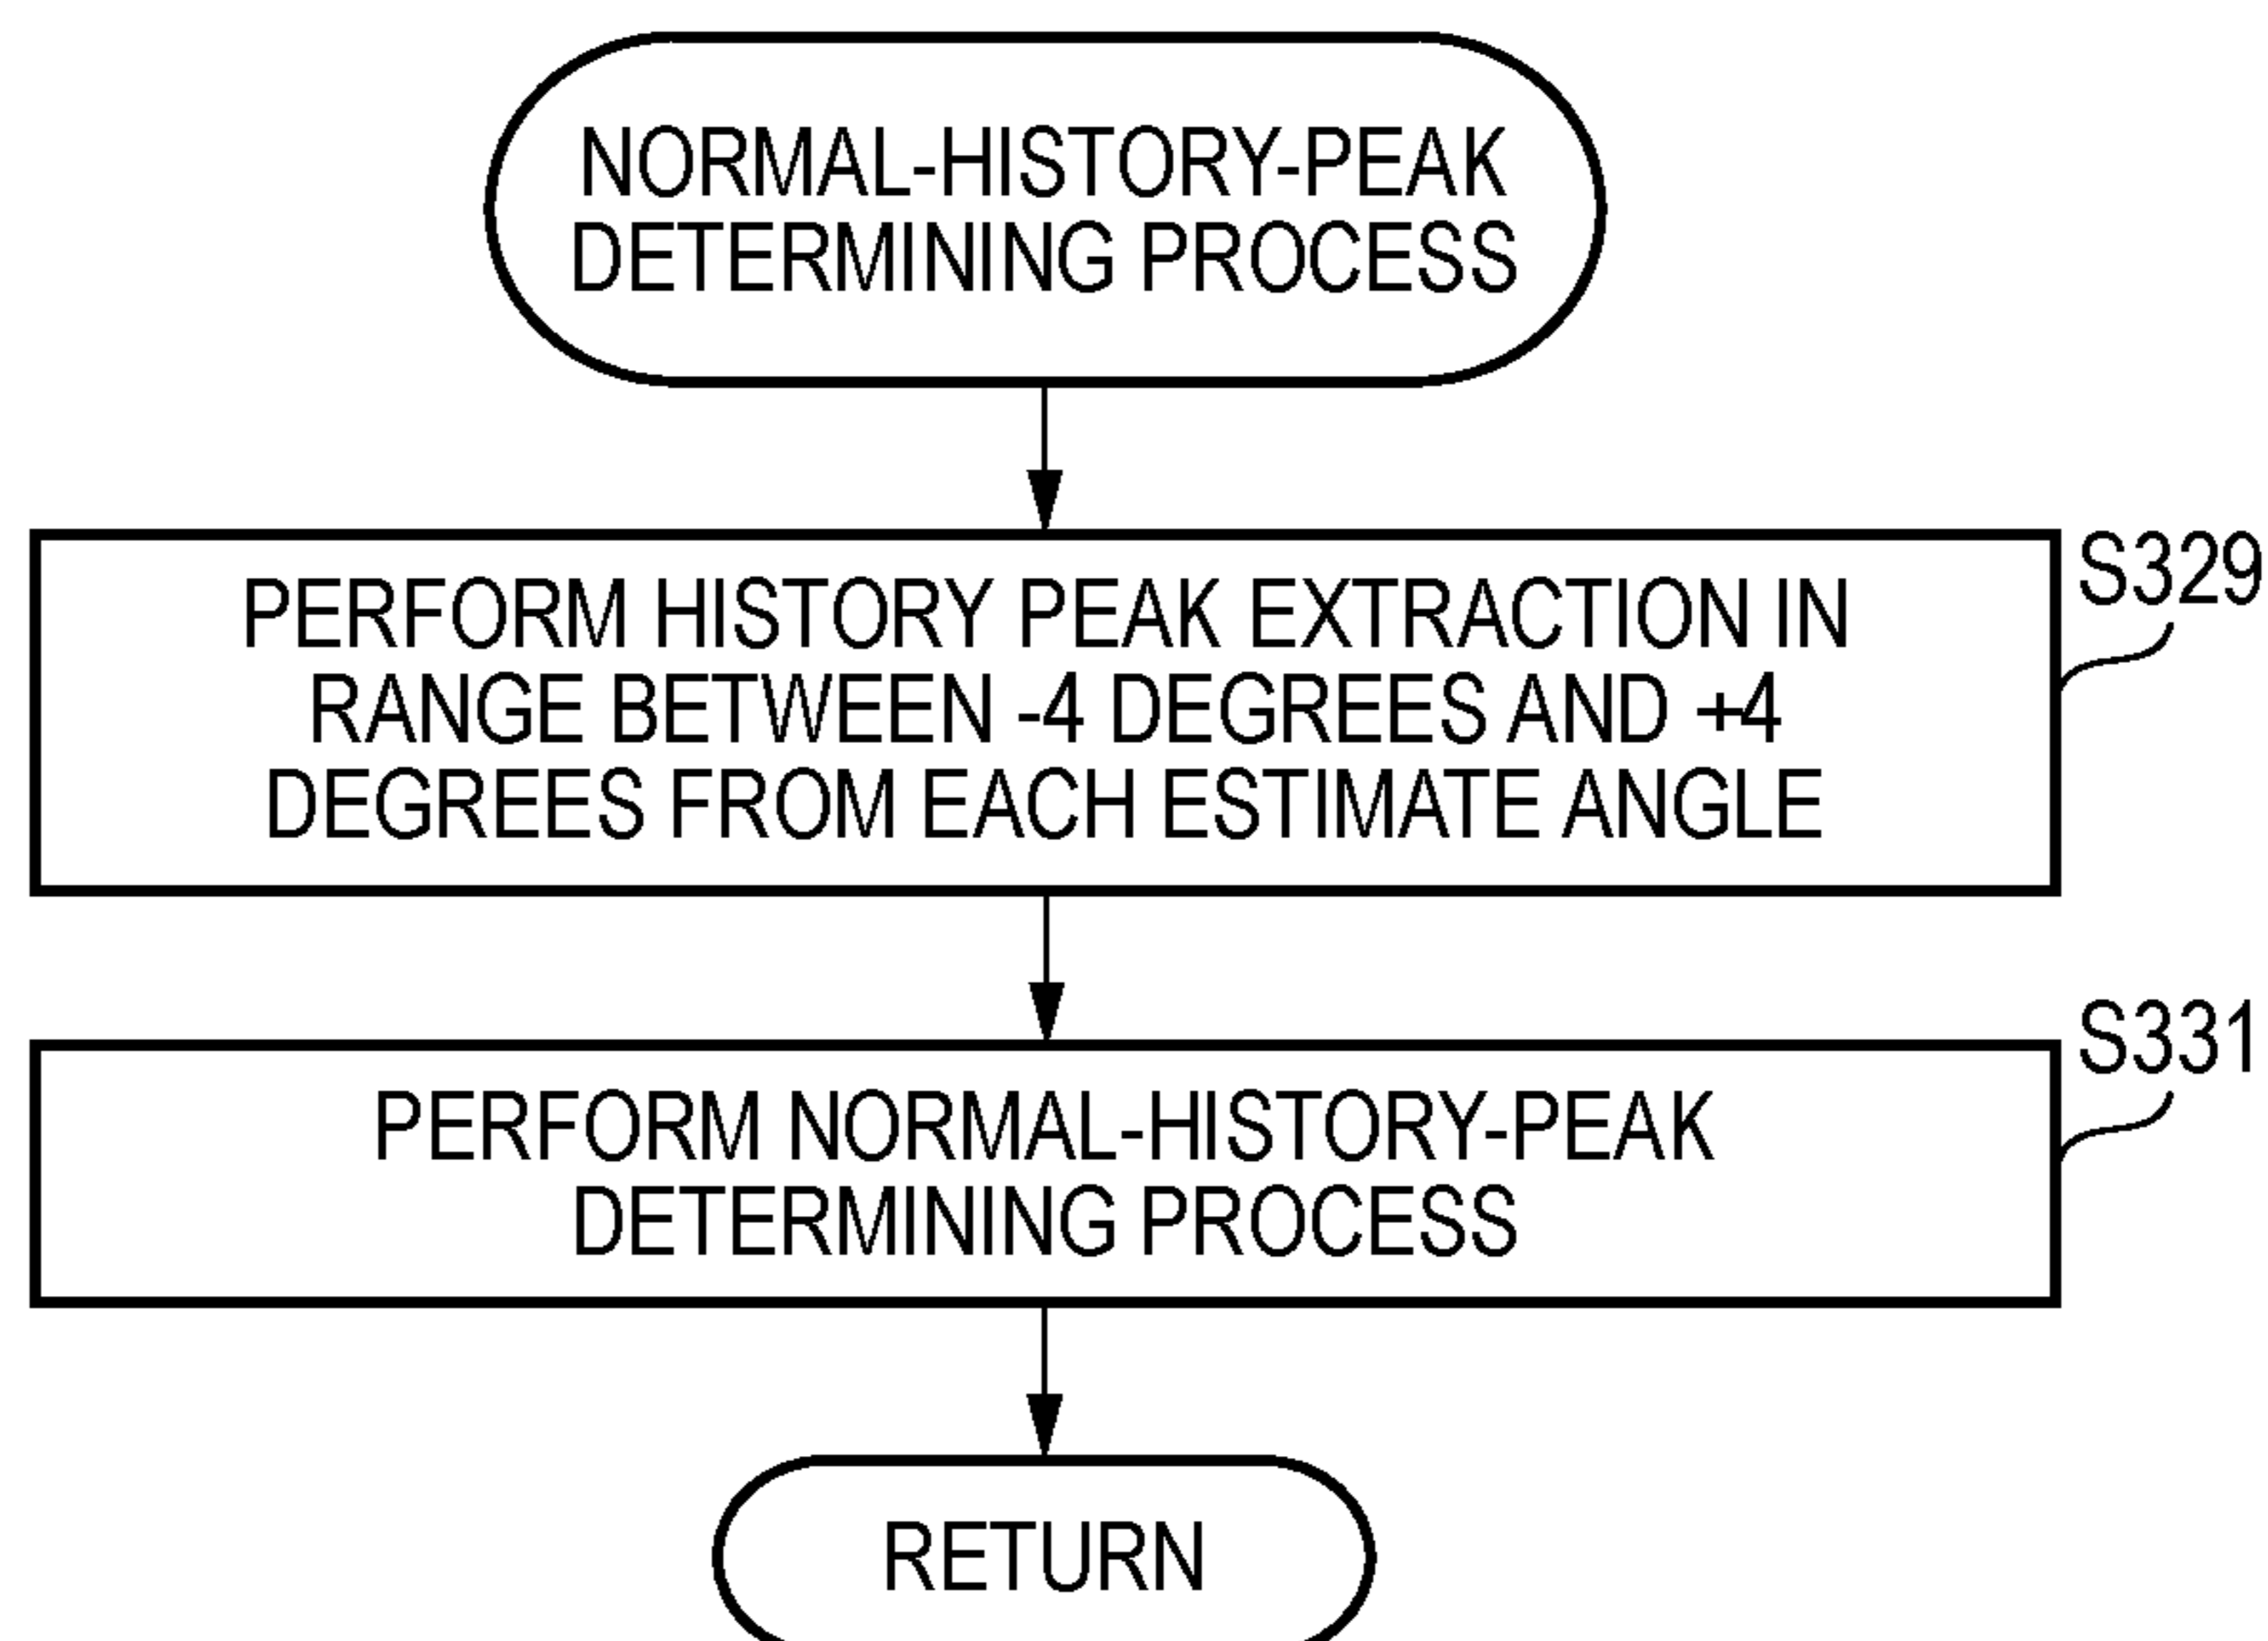 NORMAL-HISTORY-PEAK
DETERMINING PROCESS
S329
PERFORM HISTORY PEAK EXTRACTION IN
RANGE BETWEEN -4 DEGREES AND +4
DEGREES FROM EACH ESTIMATE ANGLE
S331
PERFORM NORMAL-HISTORY-PEAK
DETERMINING PROCESS
RETURN